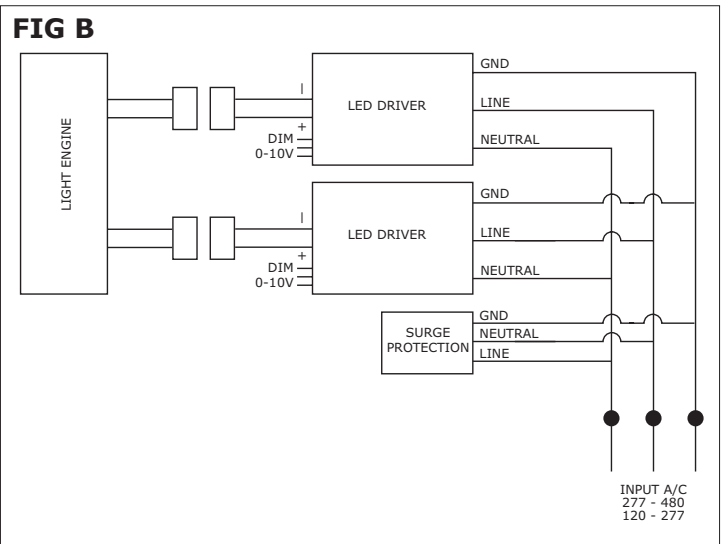 FIG B
LIGHT ENGINE
|
+
DIM
0-10V
LED DRIVER
GND
LINE
NEUTRAL
|
+
DIM
0-10V
LED DRIVER
GND
LINE
NEUTRAL
SURGE
PROTECTION
GND
NEUTRAL
LINE
INPUT A/C
277 - 480
120 - 277